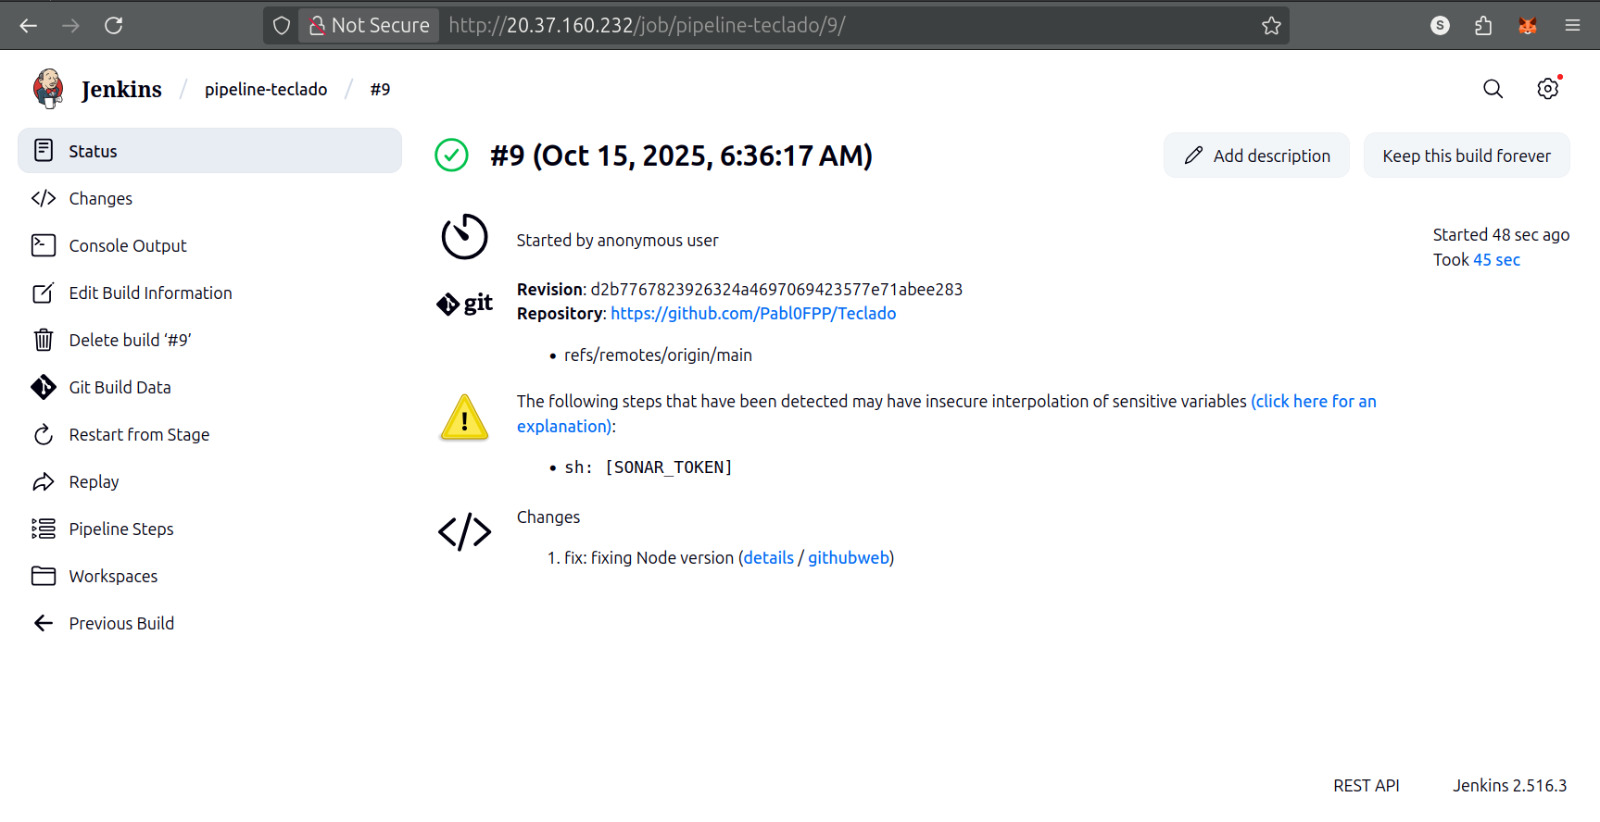 Not Secure http://20.37.160.232/job/pipeline-teclado/9/ S
Jenkins / pipeline-teclado / #9
Status
Changes
Console Output
Edit Build Information
Delete build ‘#9’
Git Build Data
Restart from Stage
Replay
Pipeline Steps
Workspaces
Previous Build
#9 (Oct 15, 2025, 6:36:17 AM)
Add description
Keep this build forever
Started by anonymous user
Started 48 sec ago
Took 45 sec
git
Revision: d2b7767823926324a4697069423577e71abee283
Repository: https://github.com/Pabl0FPP/Teclado
• refs/remotes/origin/main
!
The following steps that have been detected may have insecure interpolation of sensitive variables (click here for an
explanation):
• sh: [SONAR_TOKEN]
Changes
1. fix: fixing Node version (details / githubweb)
REST API
Jenkins 2.516.3